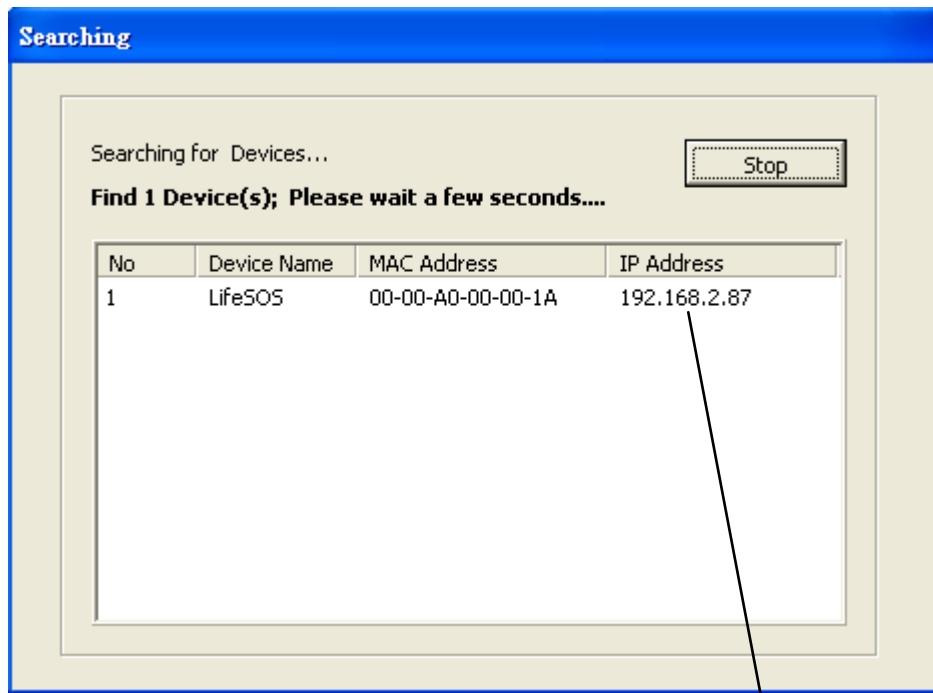 Searching
Searching for Devices...
Stop
Find 1 Device(s); Please wait a few seconds....
No Device Name MAC Address IP Address
1 LifeSOS 00-00-A0-00-00-1A 192.168.2.87